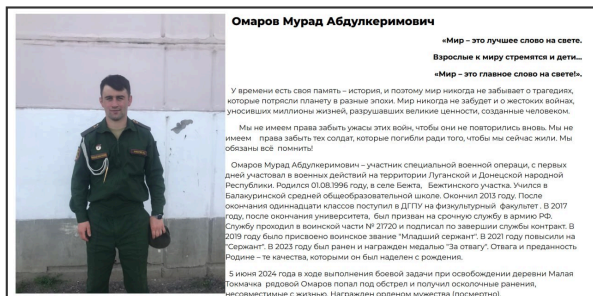 Омаров Мурад Абдулкеримович
«Мир – это лучшее слово на свете.
Взрослые к миру стремятся и дети…
«Мир – это главное слово на свете!».
У времени есть своя память – история, и поэтому мир никогда не забывает о трагедиях,
которые потрясли планету в разные эпохи. Мир никогда не забудет и о жестоких войнах,
уносивших миллионы жизней, разрушавших великие ценности, созданные человеком.
Мы не имеем права забыть ужасы этих войн, чтобы они не повторились вновь. Мы не
имеем права забыть тех солдат, которые погибли ради того, чтобы мы сейчас жили. Мы
обязаны всё помнить!
Омаров Мурад Абдулкеримович – участник специальной военной операци, с первых
дней участвовал в военных действий на территории Луганской и Донецкой народной
Республики. Родился 01.08.1996 году, в селе Бежта, Бежтинского участка. Учился в
Балакуринской средней общеобразовательной школе. Окончил 2013 году. После
окончания одиннадцати классов поступил в ДГПУ на физкультурный факультет . В 2017
году, после окончания университета, был призван на срочную службу в армию РФ.
Службу проходил в воинской части № 21720 и подписал по завершии службы контракт. В
2019 году было присвоено воинское звание "Младший сержант". В 2021 году повысили на
"Сержант". В 2023 году был ранен и награжден медалью "За отвагу". Отвага и преданность
Родине – те качества, которыми он был наделен с рождения.
5 июня 2024 года в ходе выполнения боевой задачи при освобождении деревни Малая
Токмачка рядовой Омаров попал под обстрел и получил осколочные ранения,
несовместимые с жизнью. Награжден орденом мужества (посмертно).